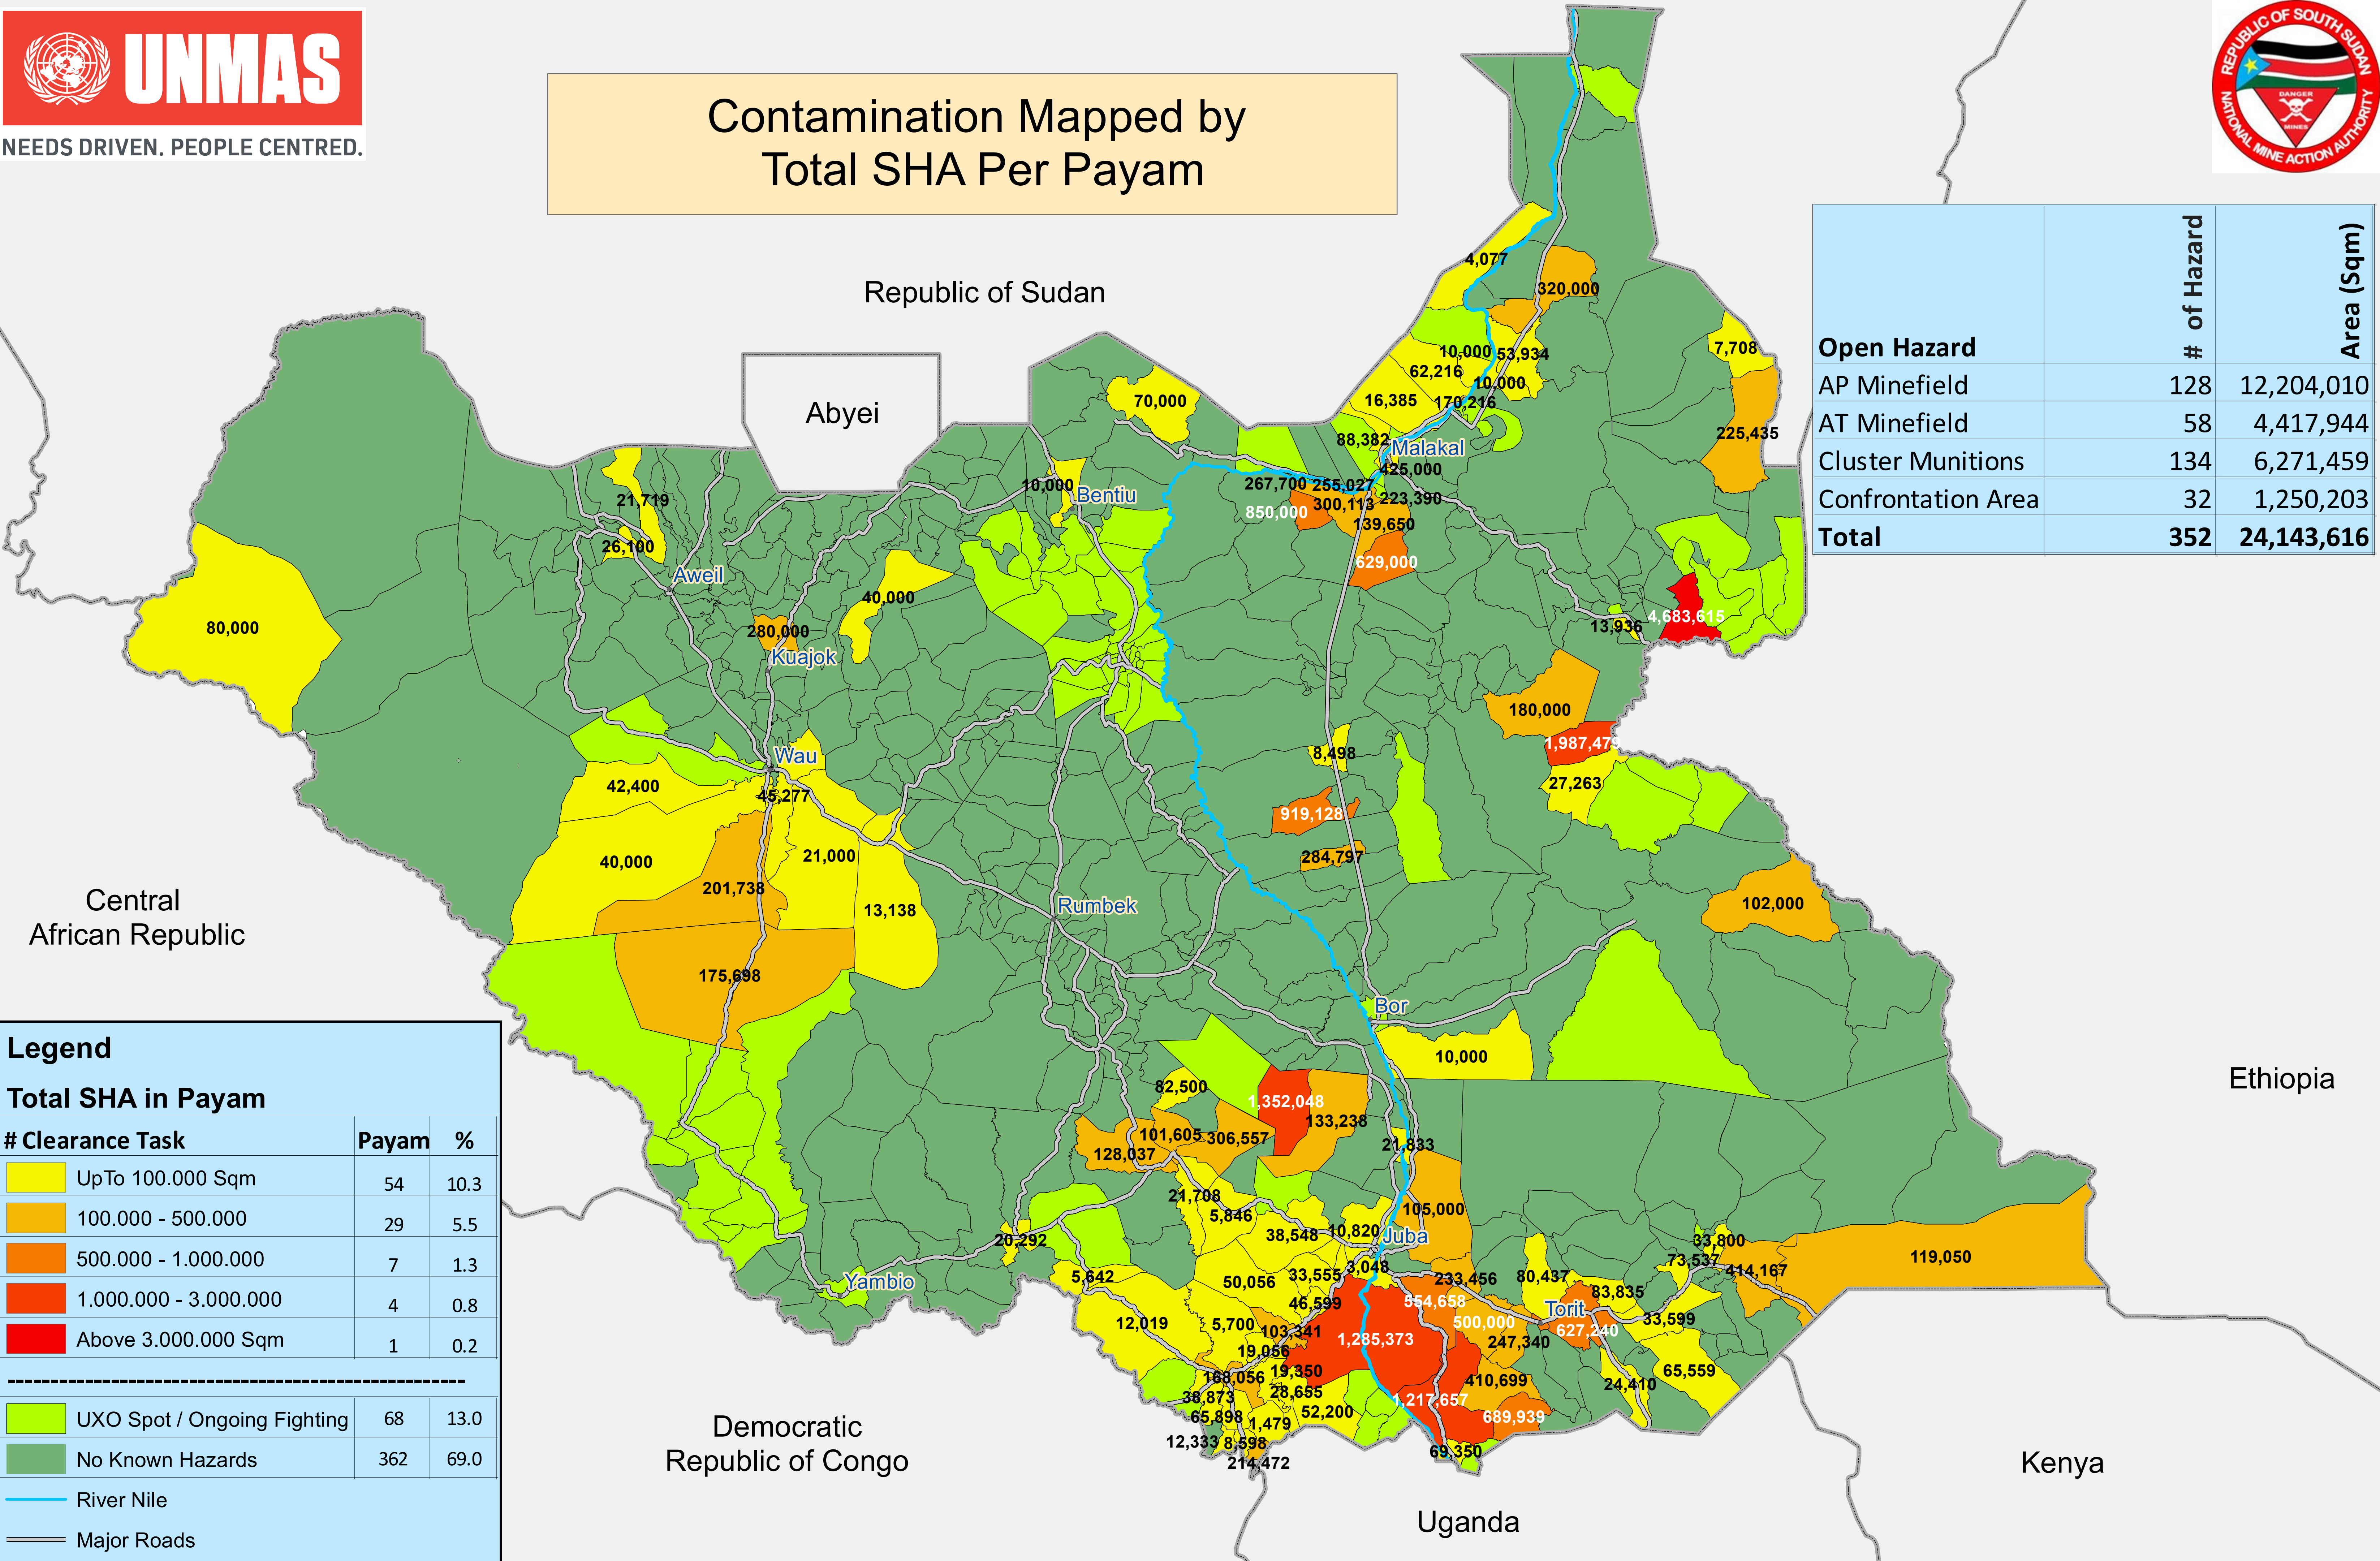 UNMAS
NEEDS DRIVEN. PEOPLE CENTRED.
Contamination Mapped by
Total SHA Per Payam
REPUBLIC OF SOUTH SUDAN
DANGER
MINES
NATIONAL MINE ACTION AUTHORITY
Open Hazard # of Hazard Area (Sqm)
AP Minefield 128 12,204,010
AT Minefield 58 4,417,944
Cluster Munitions 134 6,271,459
Confrontation Area 32 1,250,203
Total 352 24,143,616
Republic of Sudan
Abyei
4,077
320,000
10,000
53,934
7,708
62,216
10,000
70,000
16,385
170,216
225,435
88,382
Malakal
425,000
10,000
Bentiu
267,700
255,027
223,390
21,719
850,000
300,113
139,650
26,100
629,000
Aweil
40,000
4,683,615
13,936
80,000
280,000
Kuajok
180,000
1,987,479
Wau
8,498
42,400
45,277
27,263
919,128
40,000
21,000
284,797
201,738
13,138
Rumbek
102,000
Central
African Republic
175,698
Bor
10,000
Ethiopia
82,500
1,352,048
133,238
101,605
306,557
128,037
21,833
21,708
5,846
105,000
38,548
10,820
Juba
20,292
33,800
73,537
414,167
119,050
Yambio
5,642
50,056
33,555
3,048
233,456
80,437
83,835
46,599
554,658
Torit
12,019
5,700
103,341
1,285,373
500,000
627,240
33,599
247,340
19,056
168,056
19,350
410,699
65,559
24,410
38,873
28,655
1,217,657
65,898
1,479
52,200
689,939
12,333
8,598
69,350
214,472
Democratic
Republic of Congo
Uganda
Kenya
Legend
Total SHA in Payam
# Clearance Task Payam %
UpTo 100.000 Sqm 54 10.3
100.000 - 500.000 29 5.5
500.000 - 1.000.000 7 1.3
1.000.000 - 3.000.000 4 0.8
Above 3.000.000 Sqm 1 0.2
UXO Spot / Ongoing Fighting 68 13.0
No Known Hazards 362 69.0
River Nile
Major Roads